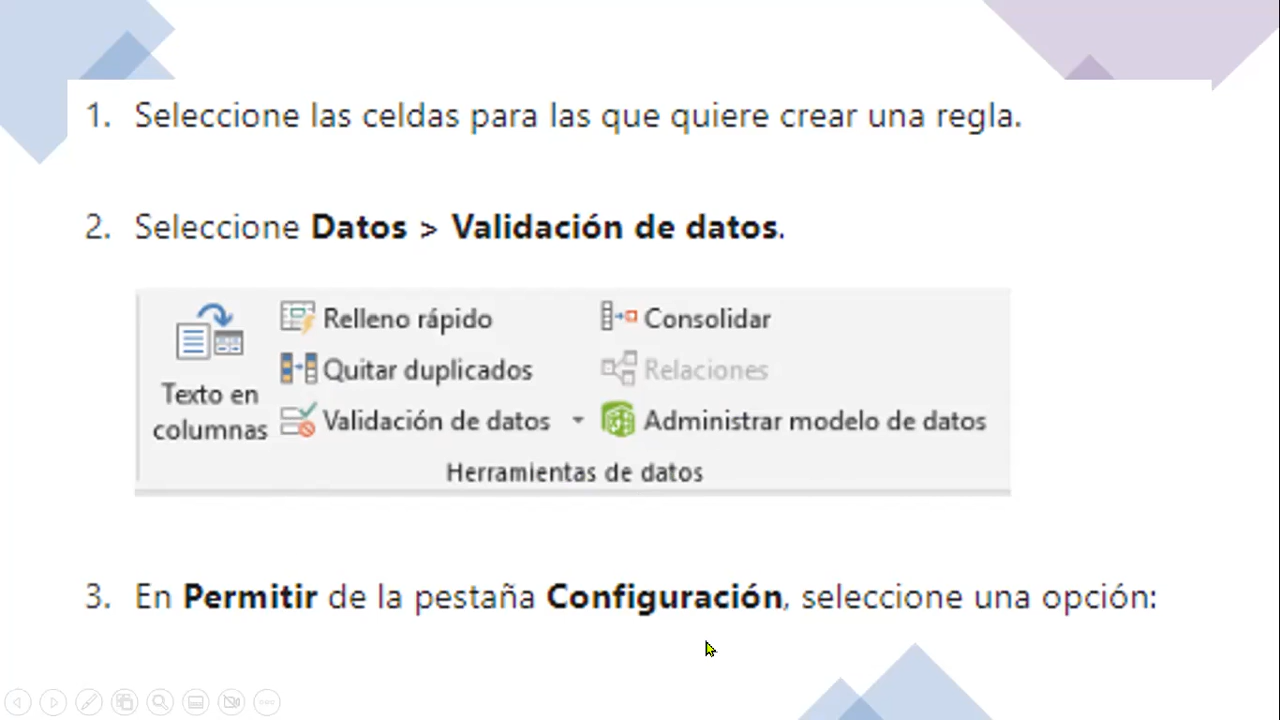 1. Seleccione las celdas para las que quiere crear una regla.
2. Seleccione Datos > Validación de datos.
Texto en
columnas
Relleno rápido
Quitar duplicados
Validación de datos
Consolidar
Relaciones
Administrar modelo de datos
Herramientas de datos
3. En Permitir de la pestaña Configuración, seleccione una opción: